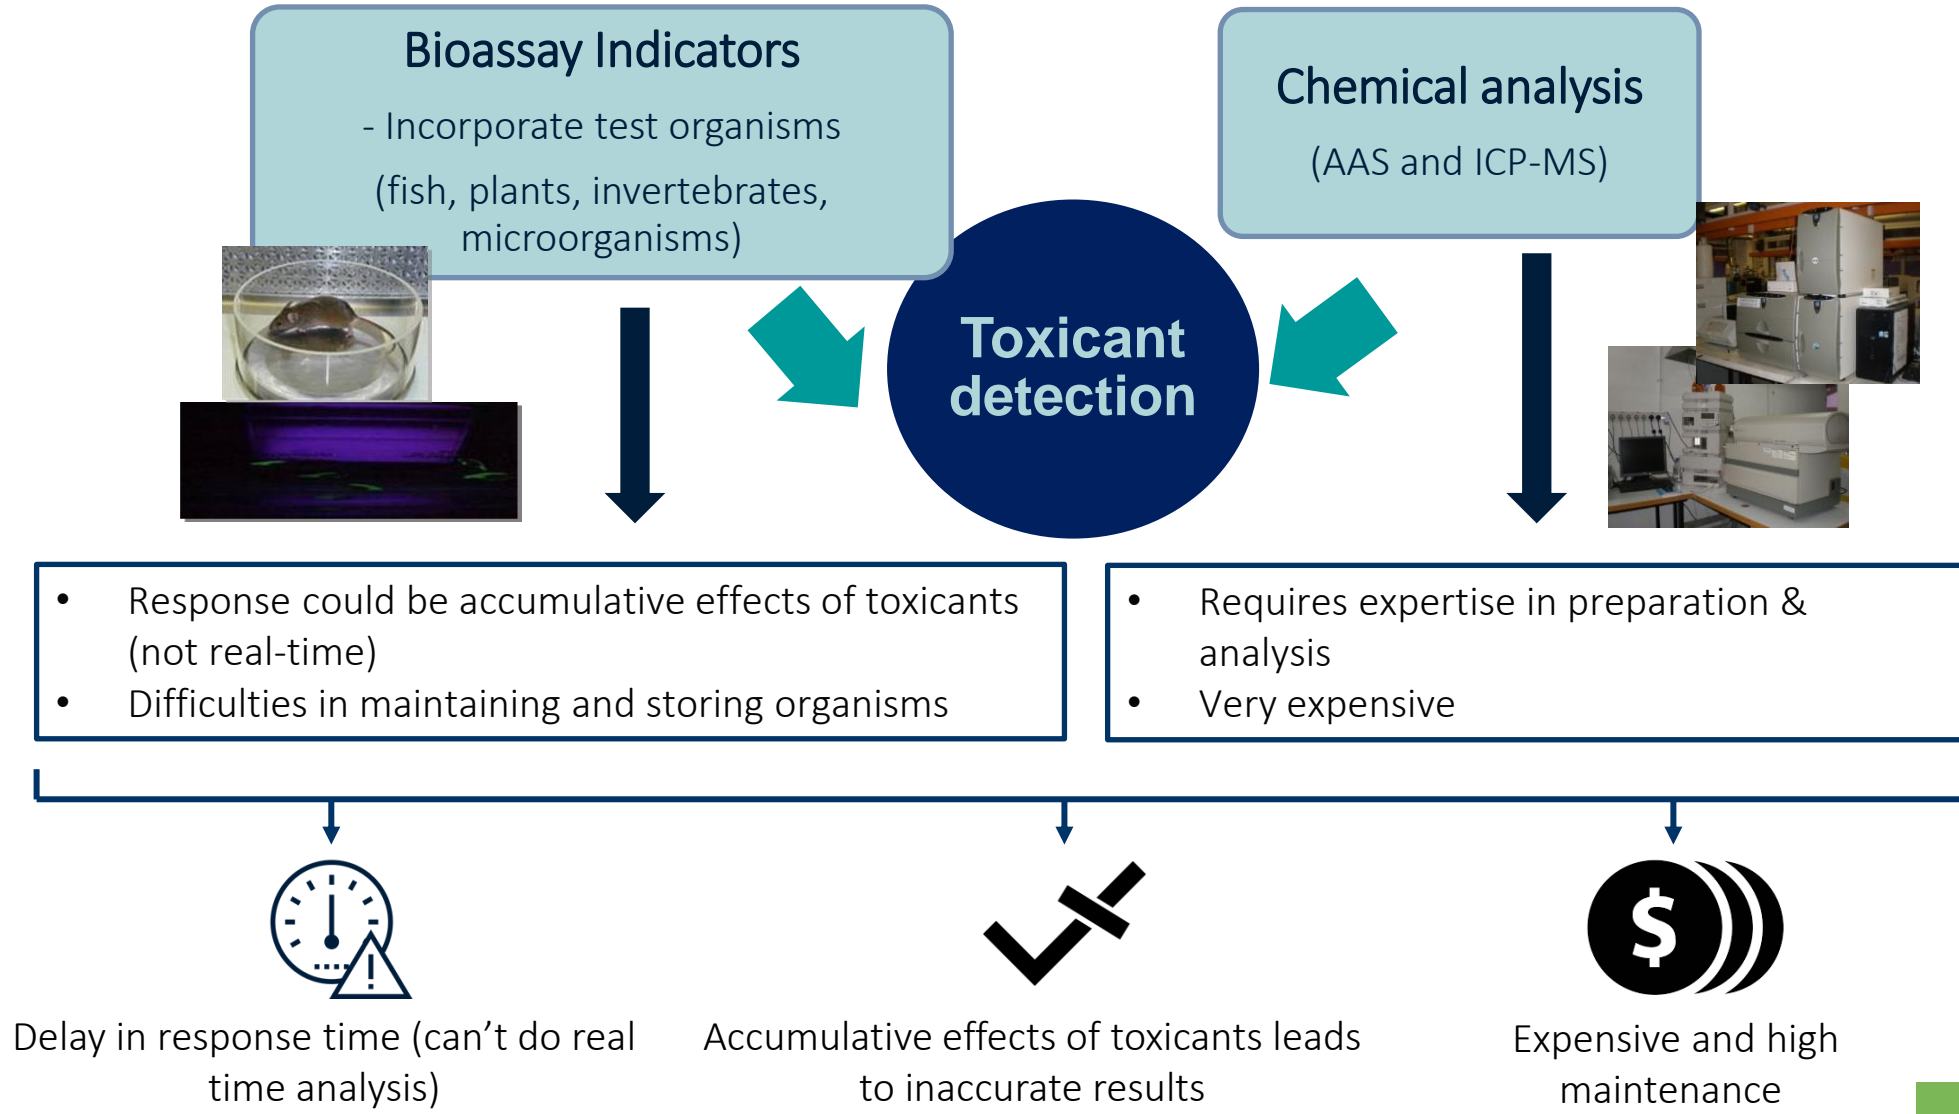 Bioassay Indicators
- Incorporate test organisms
(fish, plants, invertebrates,
microorganisms)
Chemical analysis
(AAS and ICP-MS)
Toxicant
detection
• Response could be accumulative effects of toxicants
(not real-time)
• Difficulties in maintaining and storing organisms
• Requires expertise in preparation &
analysis
• Very expensive
Delay in response time (can’t do real
time analysis)
Accumulative effects of toxicants leads
to inaccurate results
$
Expensive and high
maintenance